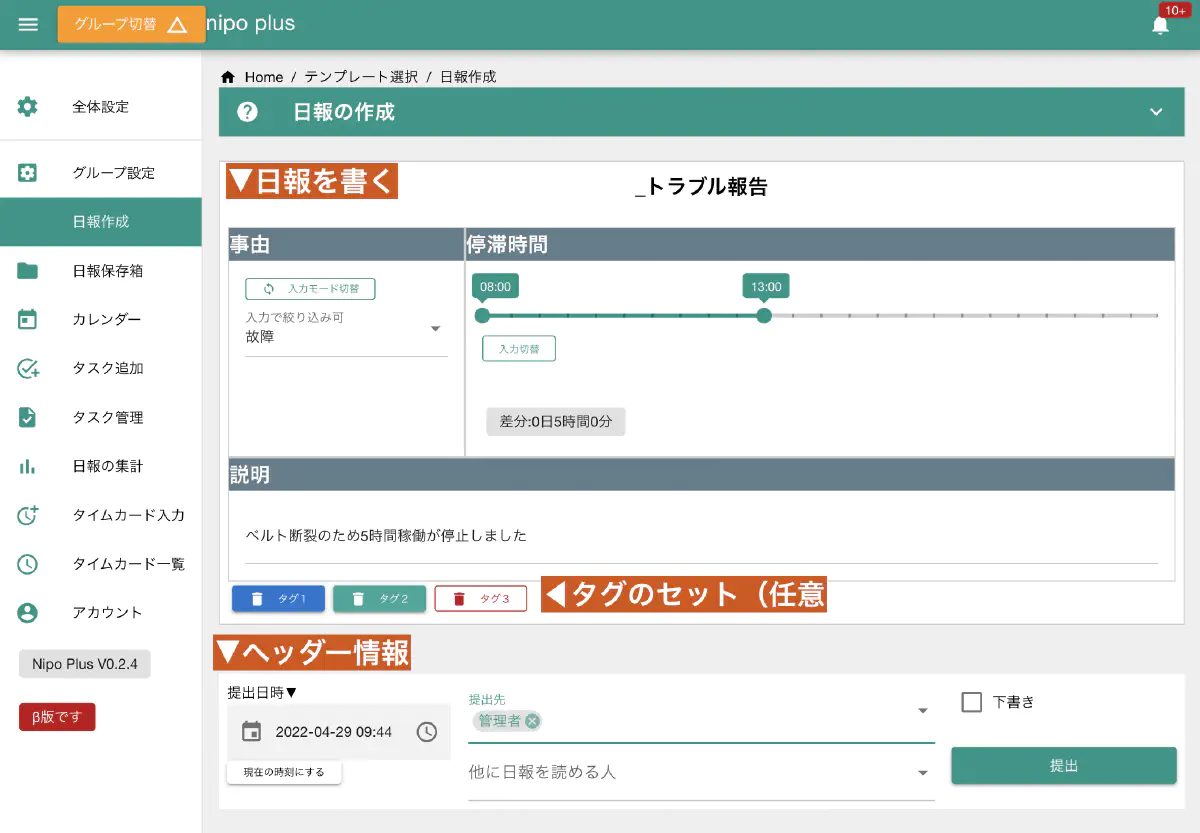 グループ切替
nipo plus
10+
全体設定
グループ設定
日報作成
日報保存箱
カレンダー
タスク追加
タスク管理
日報の集計
タイムカード入力
タイムカード一覧
アカウント
Nipo Plus V0.2.4
β版です
Home / テンプレート選択 / 日報作成
日報の作成
▼日報を書く
_トラブル報告
事由
停滞時間
入力モード切替
入力で絞り込み可
故障
08:00
13:00
入力切替
差分:0日5時間0分
説明
ベルト断裂のため5時間稼働が停止しました
タグ1
タグ2
タグ3
◀タグのセット（任意
▼ヘッダー情報
提出日時▼
2022-04-29 09:44
現在の時刻にする
提出先
管理者
他に日報を読める人
下書き
提出